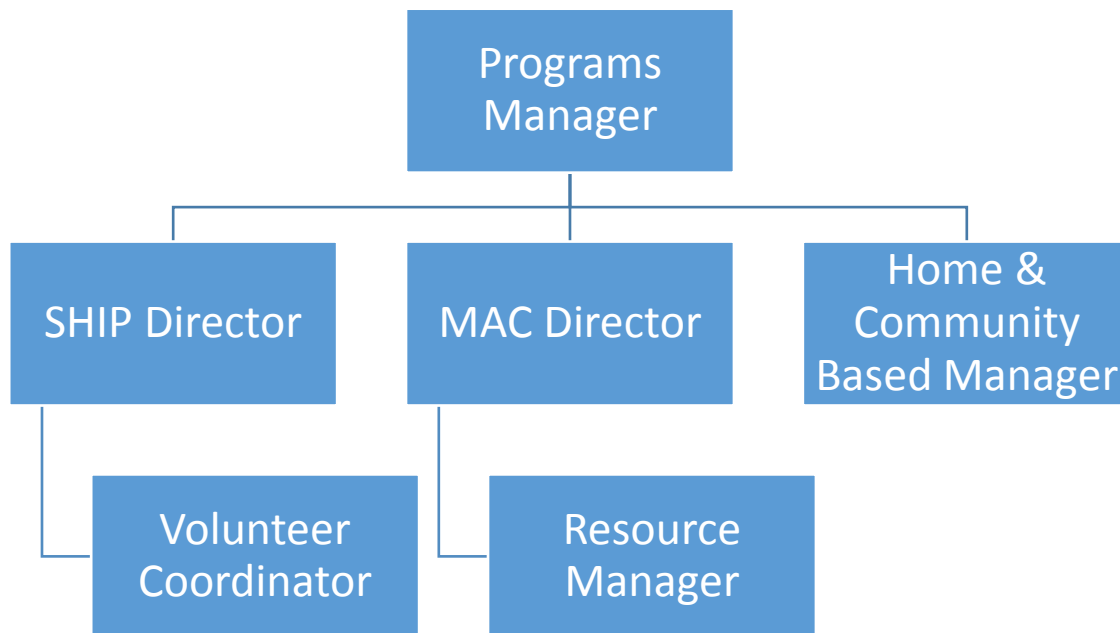 Programs
Manager
SHIP Director
MAC Director
Home &
Community
Based Manager
Volunteer
Coordinator
Resource
Manager